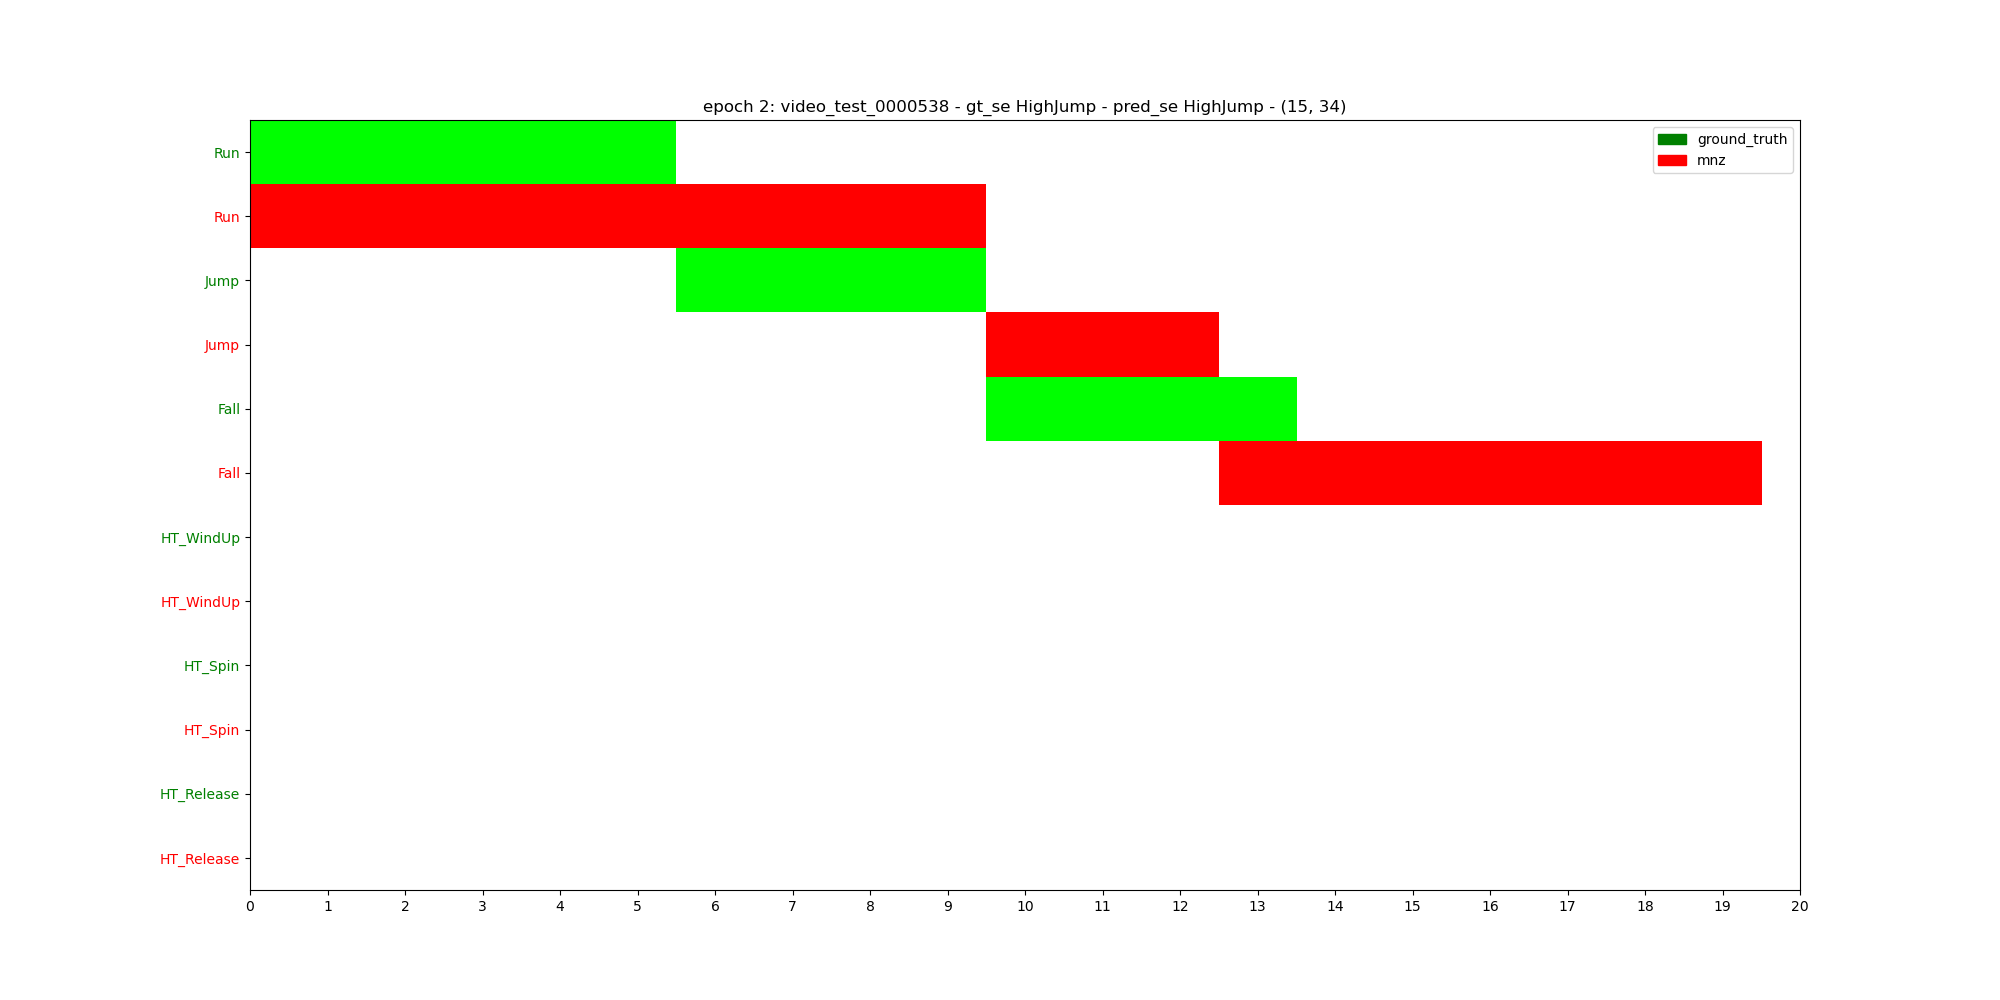 epoch 2: video_test_0000538 - gt_se HighJump - pred_se HighJump - (15, 34)
ground_truth
mnz
Run
Run
Jump
Jump
Fall
Fall
HT_WindUp
HT_WindUp
HT_Spin
HT_Spin
HT_Release
HT_Release
0 1 2 3 4 5 6 7 8 9 10 11 12 13 14 15 16 17 18 19 20